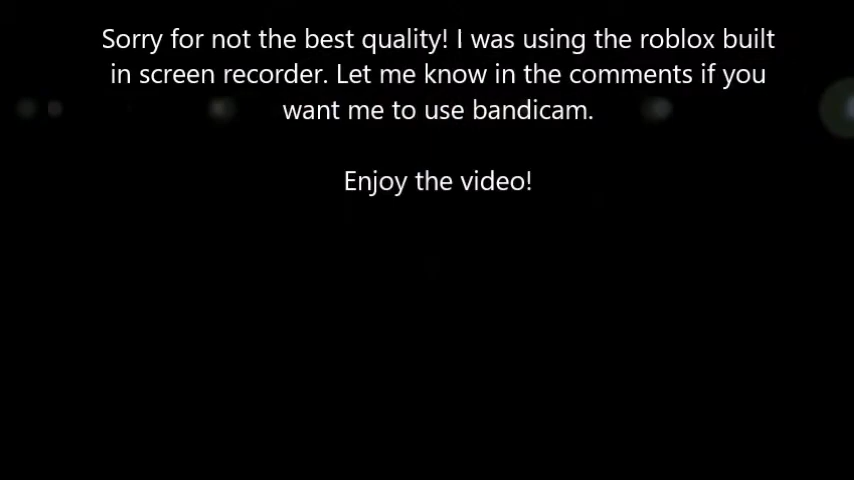 Sorry for not the best quality! I was using the roblox built
in screen recorder. Let me know in the comments if you
want me to use bandicam.
Enjoy the video!